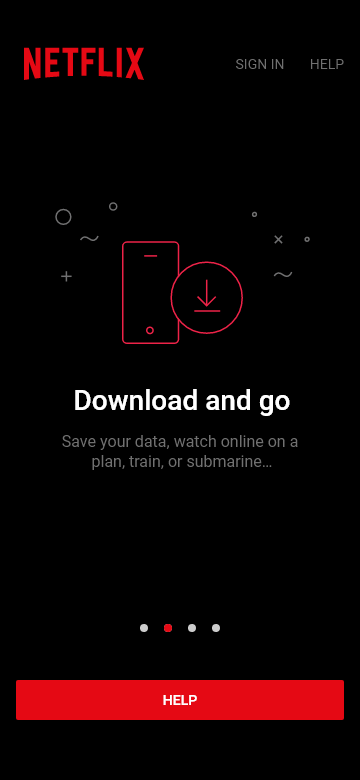 NETFLIX
SIGN IN
HELP
Download and go
Save your data, watch online on a
plan, train, or submarine...
HELP